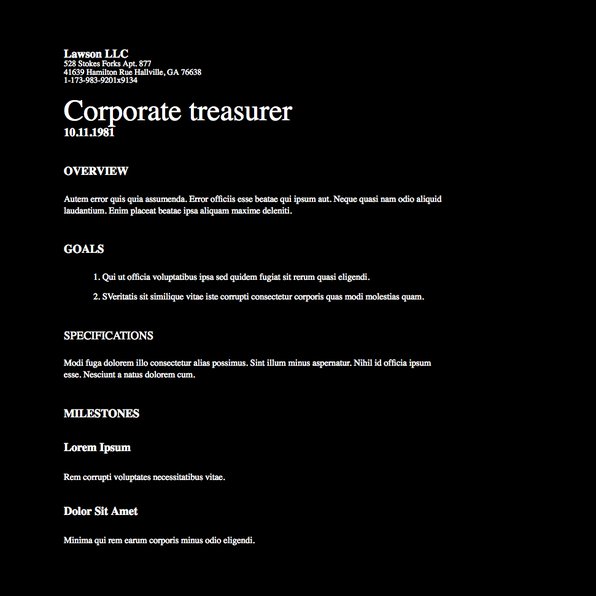 Lawson LLC
528 Stokes Forks Apt. 877
41639 Hamilton Rue Hallville, GA 76638
1-173-983-9201x9134
Corporate treasurer
10.11.1981
OVERVIEW
Autem error quis quia assumenda. Error officiis esse beatae qui ipsum aut. Neque quasi nam odio aliquid
laudantium. Enim placeat beatae ipsa aliquam maxime deleniti.
GOALS
1. Qui ut officia voluptatibus ipsa sed quidem fugiat sit rerum quasi eligendi.
2. SVeritatis sit similique vitae iste corrupti consectetur corporis quas modi molestias quam.
SPECIFICATIONS
Modi fuga dolorem illo consectetur alias possimus. Sint illum minus aspernatur. Nihil id officia ipsum
esse. Nesciunt a natus dolorem cum.
MILESTONES
Lorem Ipsum
Rem corrupti voluptates necessitatibus vitae.
Dolor Sit Amet
Minima qui rem earum corporis minus odio eligendi.